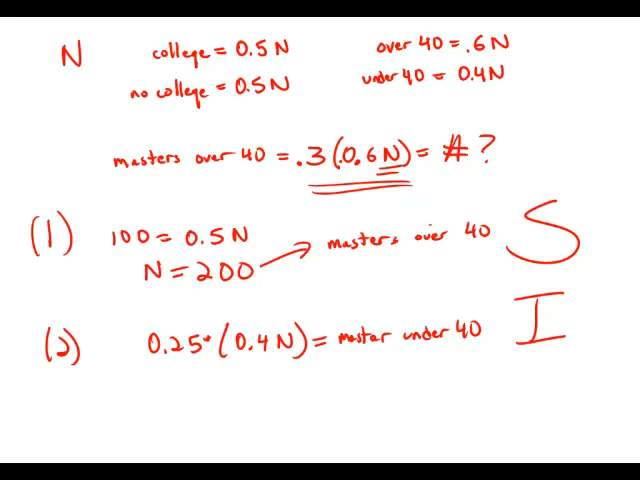 N college = 0.5 N over 40 = .6 N
no college = 0.5 N under 40 = 0.4 N
masters over 40 = .3 (0.6 N) = # ?
(1) 100 = 0.5 N
N = 200 → masters over 40 S
(2) 0.25 * (0.4 N) = master under 40 I